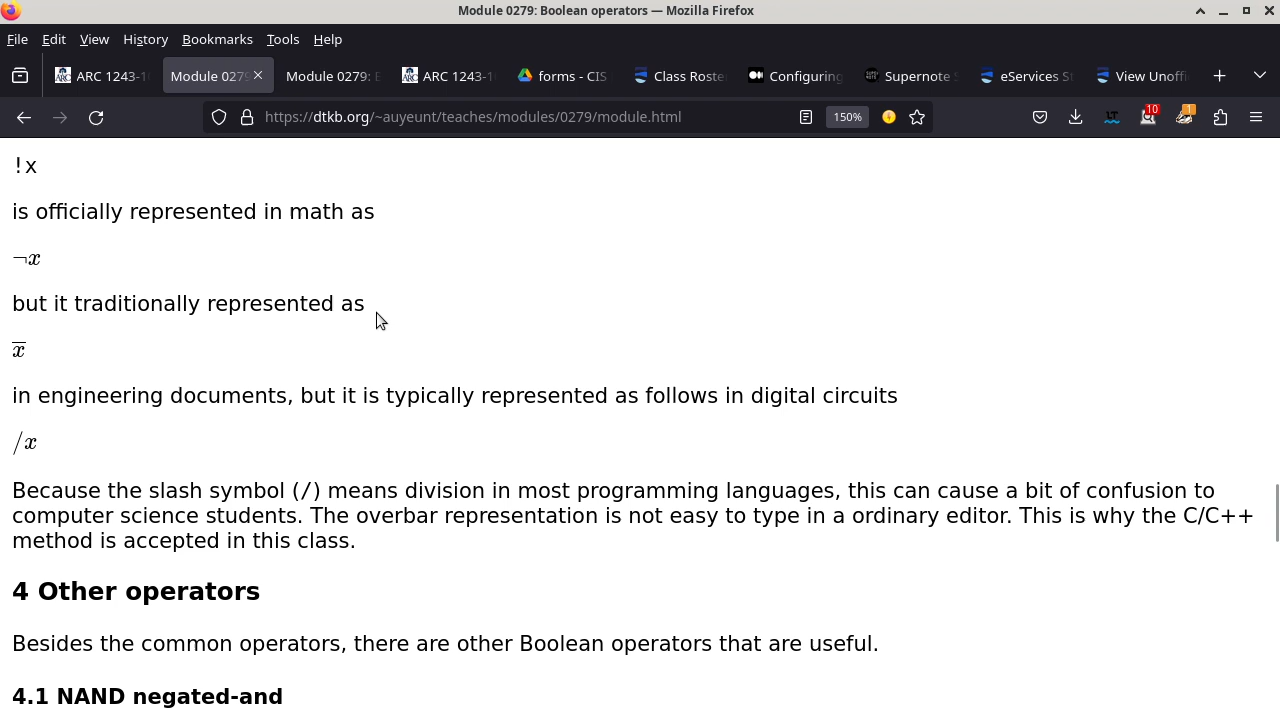 Module 0279: Boolean operators — Mozilla Firefox
File Edit View History Bookmarks Tools Help
ARC 1243-1 Module 0279 Module 0279: B ARC 1243-1 forms - CIS Class Roste Configuring Supernote S eServices St View Unoffi
https://dtkb.org/~auyeunt/teaches/modules/0279/module.html 150% 10 1
!x
is officially represented in math as
¬x
but it traditionally represented as
x̅
in engineering documents, but it is typically represented as follows in digital circuits
/x
Because the slash symbol (/) means division in most programming languages, this can cause a bit of confusion to
computer science students. The overbar representation is not easy to type in a ordinary editor. This is why the C/C++
method is accepted in this class.
4 Other operators
Besides the common operators, there are other Boolean operators that are useful.
4.1 NAND negated-and